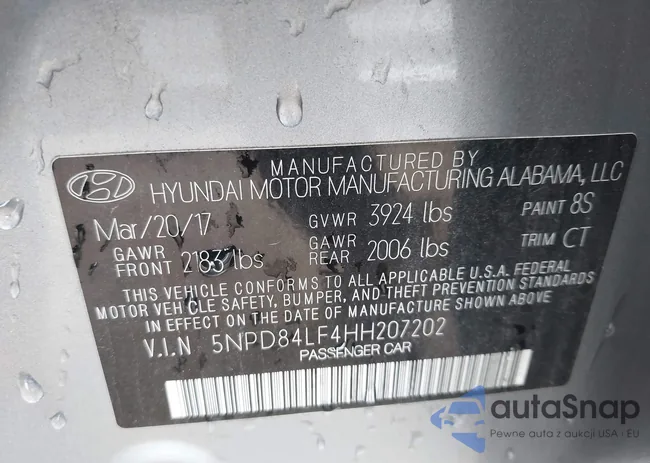 MANUFACTURED BY
HYUNDAI MOTOR MANUFACTURING ALABAMA, LLC
Mar/20/17 GVWR 3924 lbs PAINT 8S
GAWR FRONT 2183 lbs GAWR REAR 2006 lbs TRIM CT
THIS VEHICLE CONFORMS TO ALL APPLICABLE U.S.A. FEDERAL
MOTOR VEHICLE SAFETY, BUMPER, AND THEFT PREVENTION STANDARDS
IN EFFECT ON THE DATE OF MANUFACTURE SHOWN ABOVE.
V.I.N 5NPD84LF4HH207202
PASSENGER CAR
autaSnap
Pewne auta z aukcji USA i EU